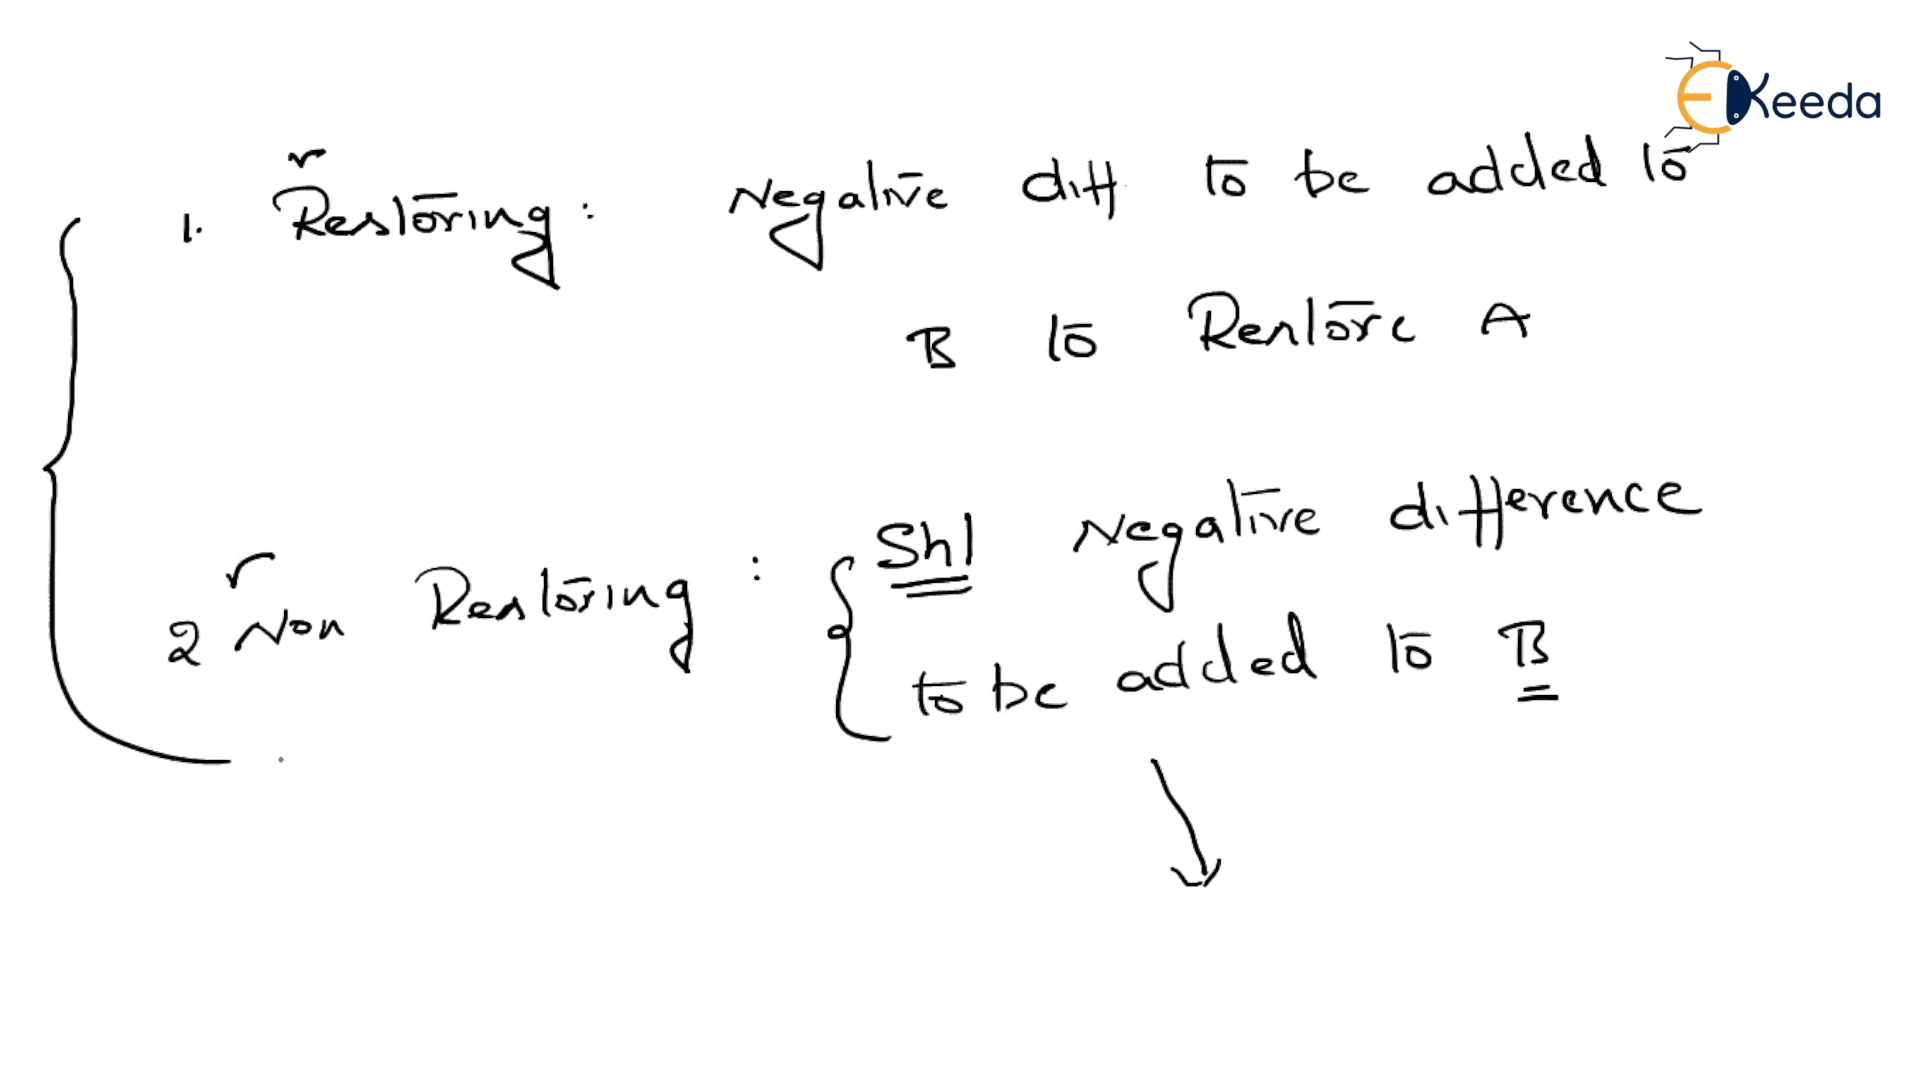 EKeeda
1. Restoring : Negative diff to be added to
B to Restore A
2 Non Restoring : Shl Negative difference
to be added to B